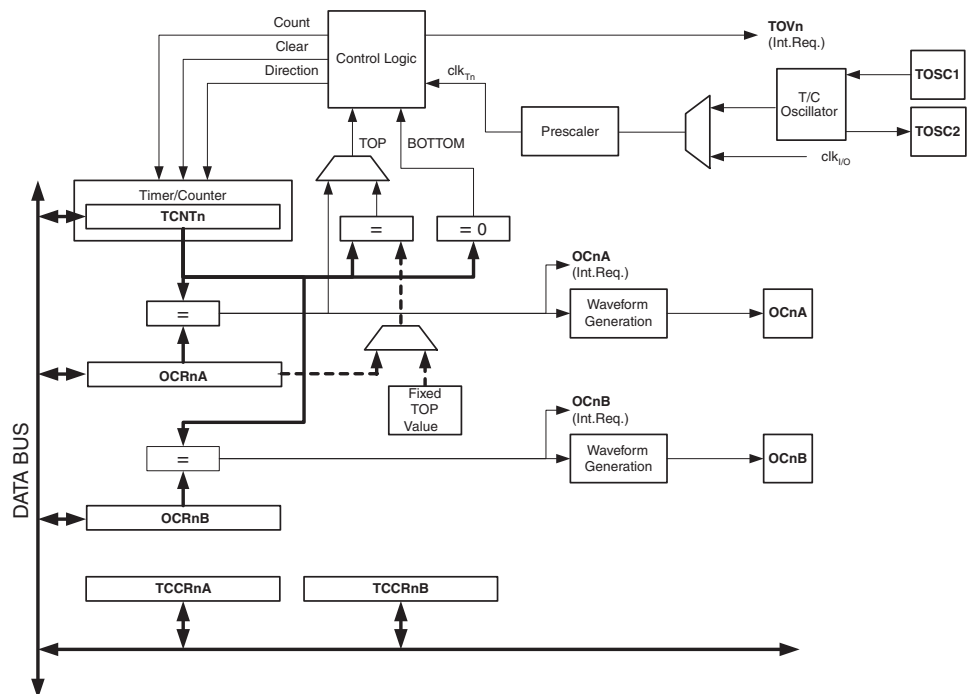 Count
Clear
Direction
Control Logic
TOVn
(Int.Req.)
clkTn
TOSC1
T/C
Oscillator
TOSC2
Prescaler
clkI/O
TOP
BOTTOM
Timer/Counter
TCNTn
=
= 0
OCnA
(Int.Req.)
=
Waveform
Generation
OCnA
OCRnA
Fixed
TOP
Value
OCnB
(Int.Req.)
=
Waveform
Generation
OCnB
OCRnB
DATA BUS
TCCRnA
TCCRnB